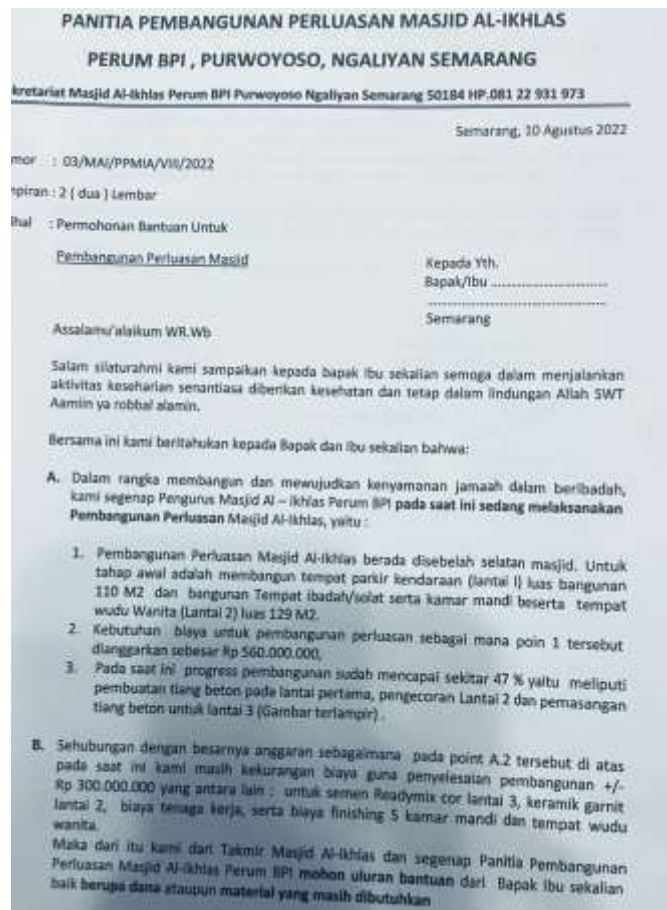 PANITIA PEMBANGUNAN PERLUASAN MASJID AL-IKHLAS
PERUM BPI , PURWOYOSO, NGALIYAN SEMARANG
kretariat Masjid Al-Ikhlas Perum BPI Purwoyoso Ngaliyan Semarang 50184 HP.081 22 931 973
Semarang, 10 Agustus 2022
mor : 03/MAI/PPMIA/VIII/2022
piran : 2 ( dua ) Lembar
hal : Permohonan Bantuan Untuk
Pembangunan Perluasan Masjid
Kepada Yth.
Bapak/Ibu ............................
............................................
Semarang
Assalamu'alaikum WR.Wb
Salam silaturahmi kami sampaikan kepada bapak ibu sekalian semoga dalam menjalankan
aktivitas keseharian senantiasa diberikan kesehatan dan tetap dalam lindungan Allah SWT
Aamiin ya robbal alamin.
Bersama ini kami beritahukan kepada Bapak dan Ibu sekalian bahwa:
A. Dalam rangka membangun dan mewujudkan kenyamanan jamaah dalam beribadah,
kami segenap Pengurus Masjid Al – Ikhlas Perum BPI pada saat ini sedang melaksanakan
Pembangunan Perluasan Masjid Al-Ikhlas, yaitu :
1. Pembangunan Perluasan Masjid Al-Ikhlas berada disebelah selatan masjid. Untuk
tahap awal adalah membangun tempat parkir kendaraan (lantai I) luas bangunan
110 M2 dan bangunan Tempat ibadah/solat serta kamar mandi beserta tempat
wudu Wanita (Lantai 2) luas 129 M2.
2. Kebutuhan biaya untuk pembangunan perluasan sebagai mana poin 1 tersebut
dianggarkan sebesar Rp 560.000.000,
3. Pada saat ini progress pembangunan sudah mencapai sekitar 47 % yaitu meliputi
pembuatan tiang beton pada lantai pertama, pengecoran Lantai 2 dan pemasangan
tiang beton untuk lantai 3 (Gambar terlampir) .
B. Sehubungan dengan besarnya anggaran sebagaimana pada point A.2 tersebut di atas
pada saat ini kami masih kekurangan biaya guna penyelesaian pembangunan +/-
Rp 300.000.000 yang antara lain : untuk semen Readymix cor lantai 3, keramik garnit
lantai 2, biaya tenaga kerja, serta biaya finishing 5 kamar mandi dan tempat wudu
wanita.
Maka dari itu kami dari Takmir Masjid Al-Ikhlas dan segenap Panitia Pembangunan
Perluasan Masjid Al-Ikhlas Perum BPI mohon uluran bantuan dari Bapak Ibu sekalian
baik berupa dana ataupun material yang masih dibutuhkan